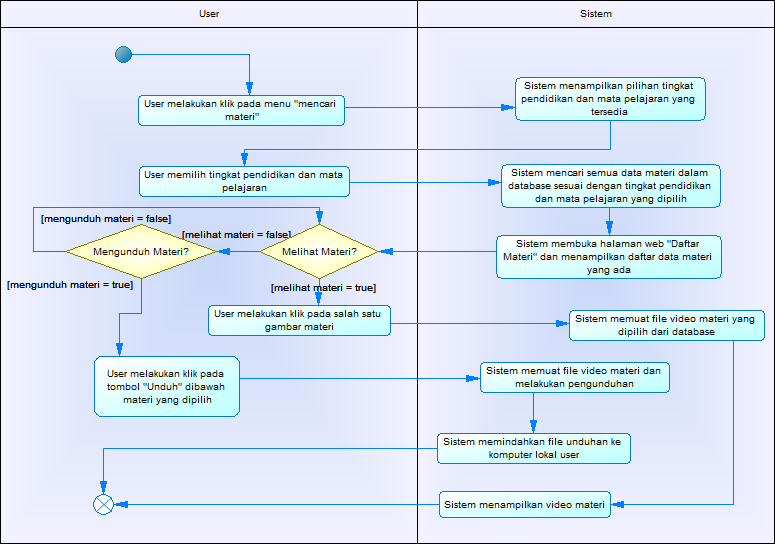 User
Sistem
User melakukan klik pada menu "mencari
materi"
Sistem menampilkan pilihan tingkat
pendidikan dan mata pelajaran yang
tersedia
User memilih tingkat pendidikan dan mata
pelajaran
Sistem mencari semua data materi dalam
database sesuai dengan tingkat pendidikan
dan mata pelajaran yang dipilih
[mengunduh materi = false]
[melihat materi = false]
Mengunduh Materi?
Melihat Materi?
Sistem membuka halaman web "Daftar
Materi" dan menampilkan daftar data materi
yang ada
[mengunduh materi = true]
[melihat materi = true]
User melakukan klik pada salah satu
gambar materi
Sistem memuat file video materi yang
dipilih dari database
User melakukan klik pada
tombol "Unduh" dibawah
materi yang dipilih
Sistem memuat file video materi dan
melakukan pengunduhan
Sistem memindahkan file unduhan ke
komputer lokal user
Sistem menampilkan video materi